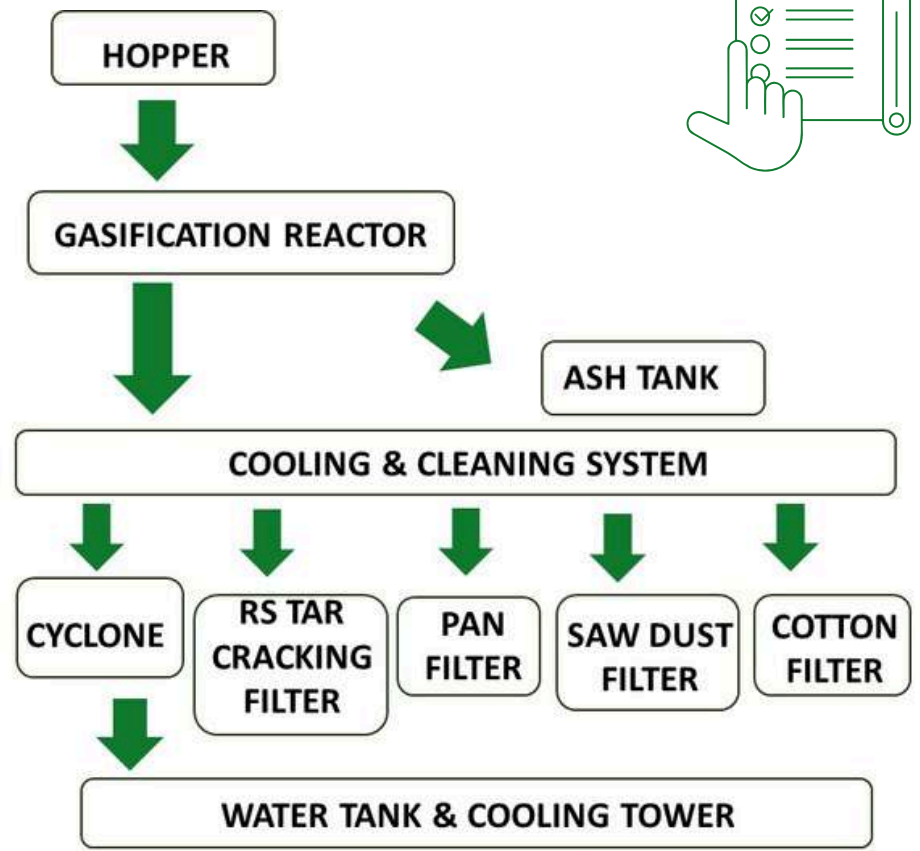 HOPPER
GASIFICATION REACTOR
ASH TANK
COOLING & CLEANING SYSTEM
CYCLONE
RS TAR
CRACKING
FILTER
PAN
FILTER
SAW DUST
FILTER
COTTON
FILTER
WATER TANK & COOLING TOWER